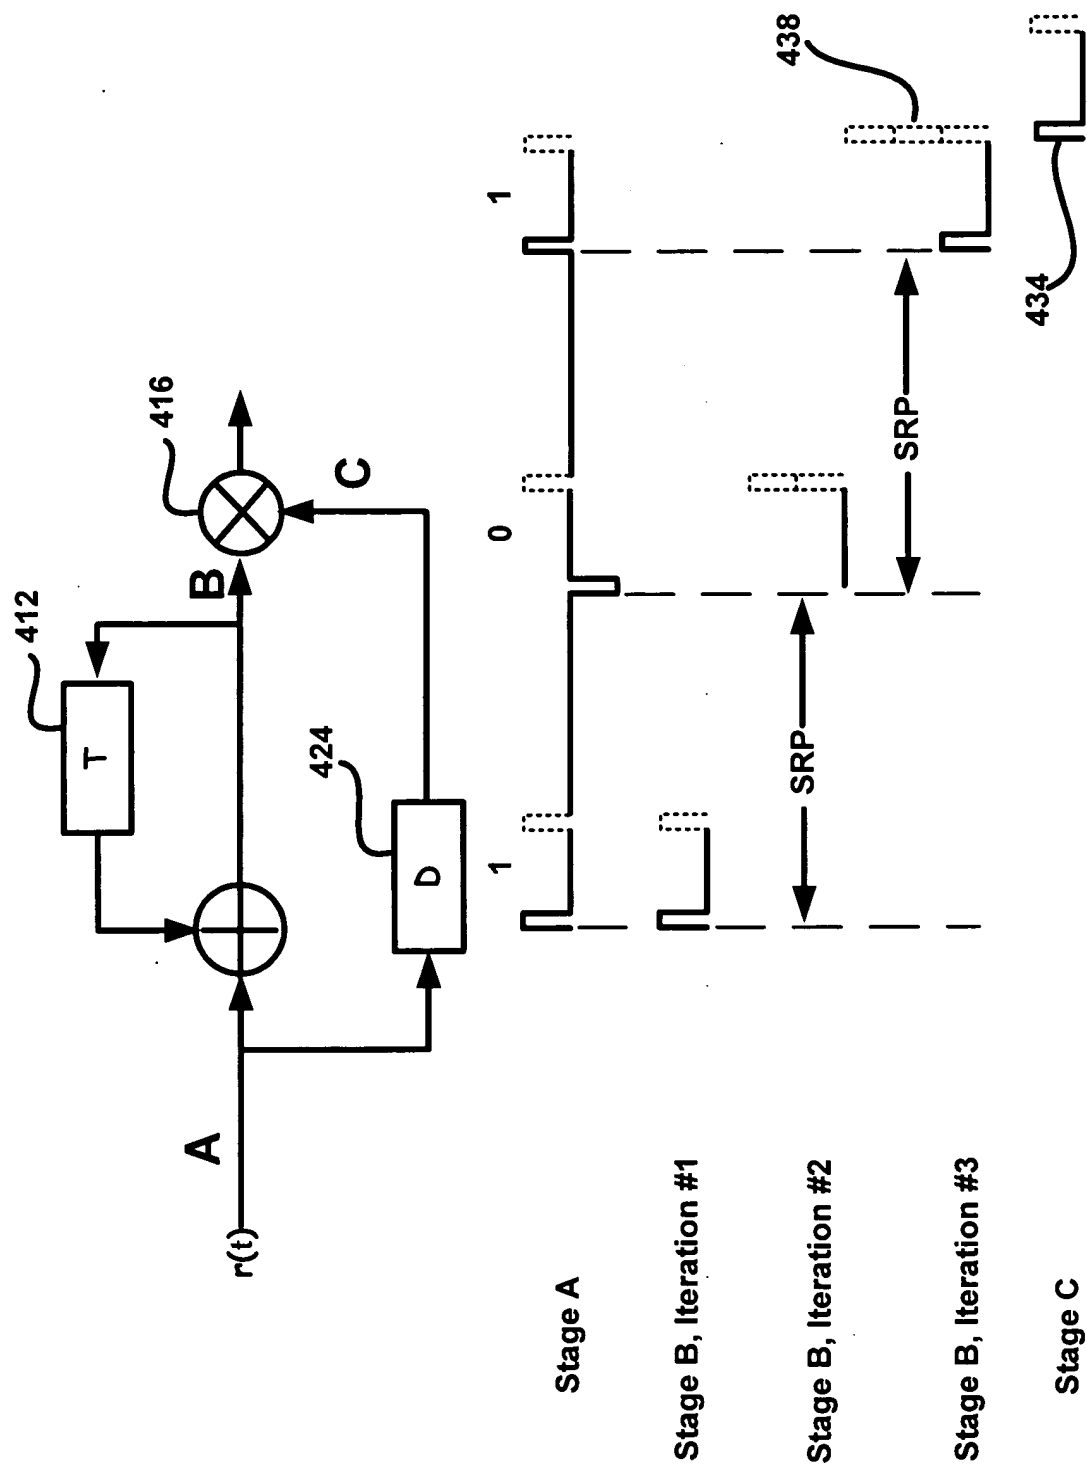 412
T
416
r(t)
A
B
C
424
D
1
0
1
Stage A
Stage B, Iteration #1
Stage B, Iteration #2
SRP
438
Stage B, Iteration #3
SRP
434
Stage C